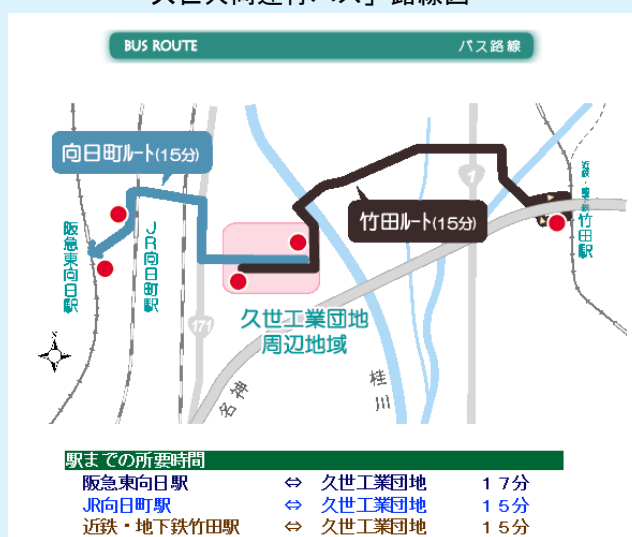 BUS ROUTE バス路線
向日町ルート(15分)
1
竹田ルート(15分)
近鉄・地下鉄
竹田駅
阪急東向日駅
JR向日町駅
171
久世工業団地
周辺地域
名神
桂川
駅までの所要時間
阪急東向日駅 ⇔ 久世工業団地 17分
JR向日町駅 ⇔ 久世工業団地 15分
近鉄・地下鉄竹田駅 ⇔ 久世工業団地 15分